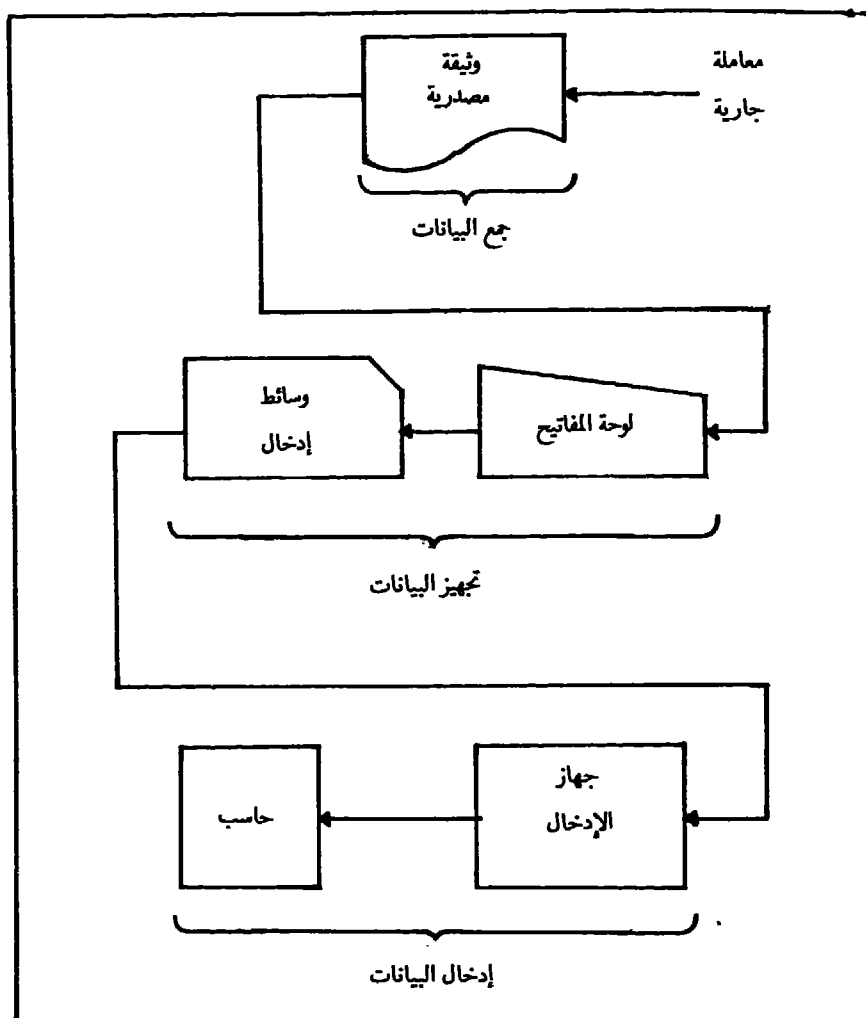 معاملة
جارية
وثيقة
مصدرية
جمع البيانات
لوحة المفاتيح
وسائط
إدخال
تجهيز البيانات
جهاز
الإدخال
حاسب
إدخال البيانات